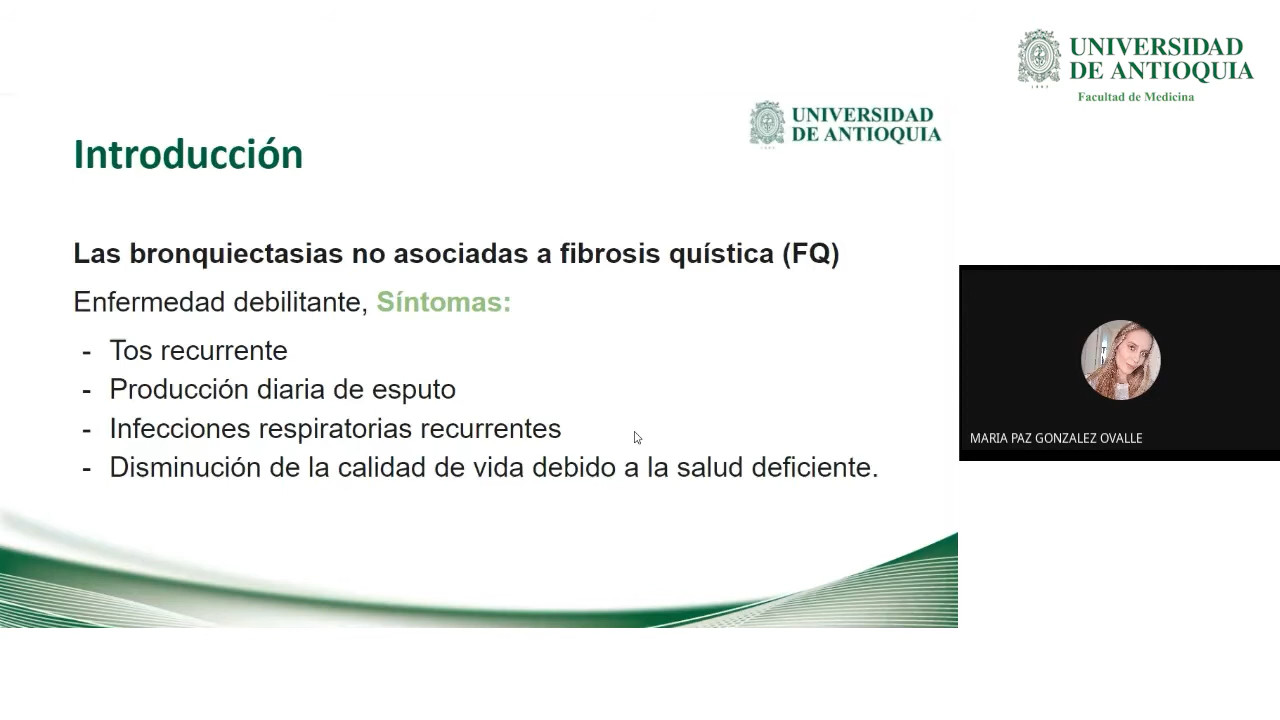 UNIVERSIDAD
DE ANTIOQUIA
1803
Facultad de Medicina
UNIVERSIDAD
DE ANTIOQUIA
1803
Introducción
Las bronquiectasias no asociadas a fibrosis quística (FQ)
Enfermedad debilitante, Síntomas:
- Tos recurrente
- Producción diaria de esputo
- Infecciones respiratorias recurrentes
- Disminución de la calidad de vida debido a la salud deficiente.
MARIA PAZ GONZALEZ OVALLE